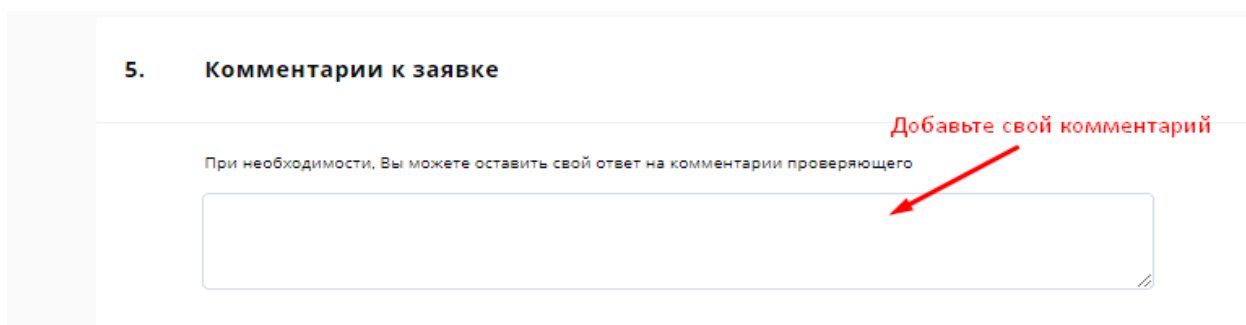 5. Комментарии к заявке
Добавьте свой комментарий
При необходимости, Вы можете оставить свой ответ на комментарии проверяющего